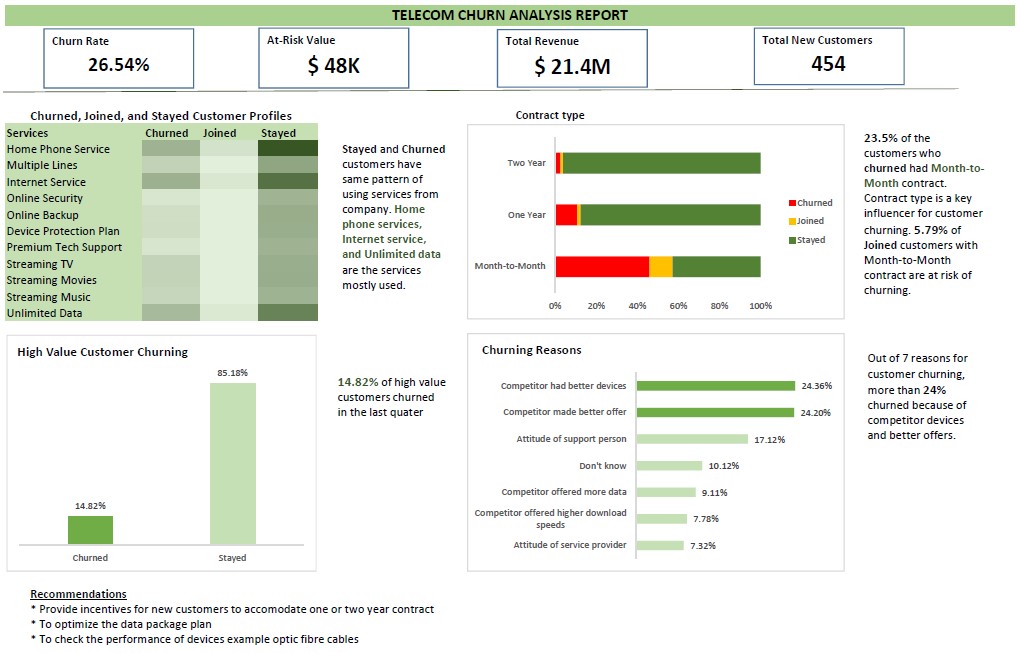 TELECOM CHURN ANALYSIS REPORT
Churn Rate
26.54%
At-Risk Value
$ 48K
Total Revenue
$ 21.4M
Total New Customers
454
Churned, Joined, and Stayed Customer Profiles
Services Churned Joined Stayed
Home Phone Service
Multiple Lines
Internet Service
Online Security
Online Backup
Device Protection Plan
Premium Tech Support
Streaming TV
Streaming Movies
Streaming Music
Unlimited Data
Stayed and Churned
customers have
same pattern of
using services from
company. Home
phone services,
Internet service,
and Unlimited data
are the services
mostly used.
Contract type
Two Year
One Year
Month-to-Month
0% 20% 40% 60% 80% 100%
Churned
Joined
Stayed
23.5% of the
customers who
churned had Month-to-
Month contract.
Contract type is a key
influencer for customer
churning. 5.79% of
Joined customers with
Month-to-Month
contract are at risk of
churning.
High Value Customer Churning
14.82%
85.18%
Churned Stayed
14.82% of high value
customers churned
in the last quater
Churning Reasons
Competitor had better devices 24.36%
Competitor made better offer 24.20%
Attitude of support person 17.12%
Don't know 10.12%
Competitor offered more data 9.11%
Competitor offered higher download
speeds 7.78%
Attitude of service provider 7.32%
Out of 7 reasons for
customer churning,
more than 24%
churned because of
competitor devices
and better offers.
Recommendations
* Provide incentives for new customers to accomodate one or two year contract
* To optimize the data package plan
* To check the performance of devices example optic fibre cables